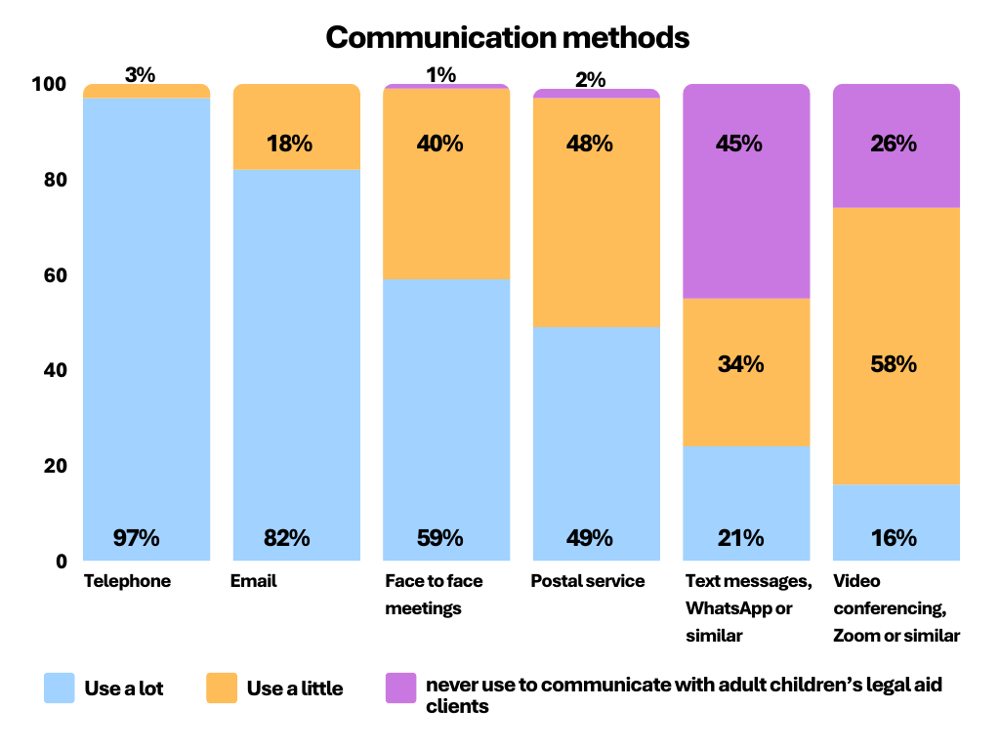 Communication methods
3% 1% 2%
100
18% 40% 48% 45% 26%
80
60
40
34% 58%
20
97% 82% 59% 49% 21% 16%
0
Telephone Email Face to face Postal service Text messages, Video
meetings WhatsApp or conferencing,
similar Zoom or similar
Use a lot Use a little never use to communicate with adult children’s legal aid
clients